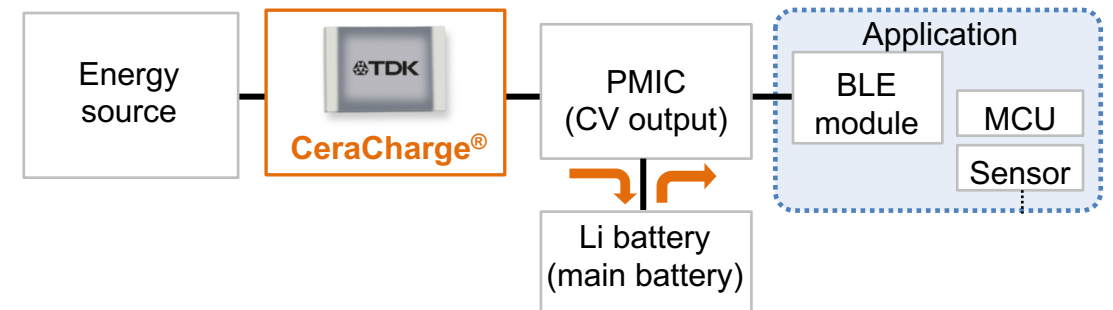 Energy
source
TDK
CeraCharge®
PMIC
(CV output)
Li battery
(main battery)
Application
BLE
module
MCU
Sensor